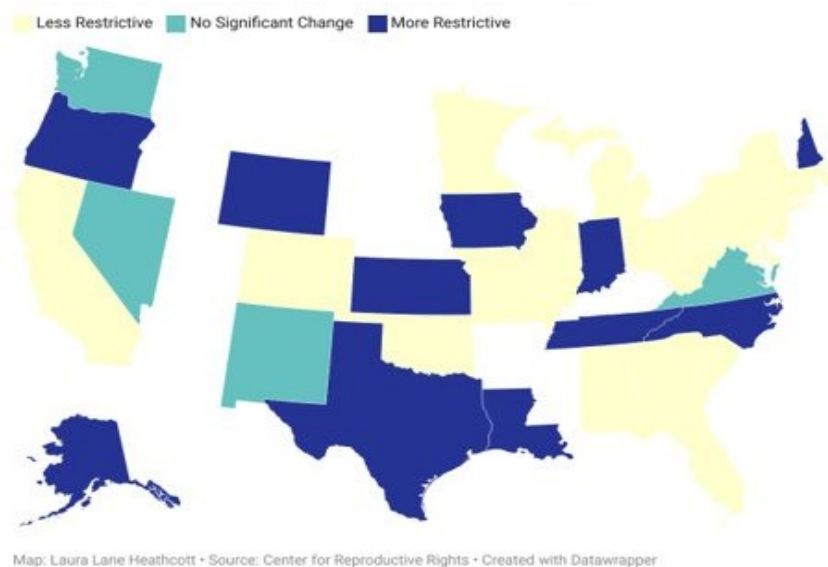 Less Restrictive No Significant Change More Restrictive
Map: Laura Lane Heathcott • Source: Center for Reproductive Rights • Created with Datawrapper